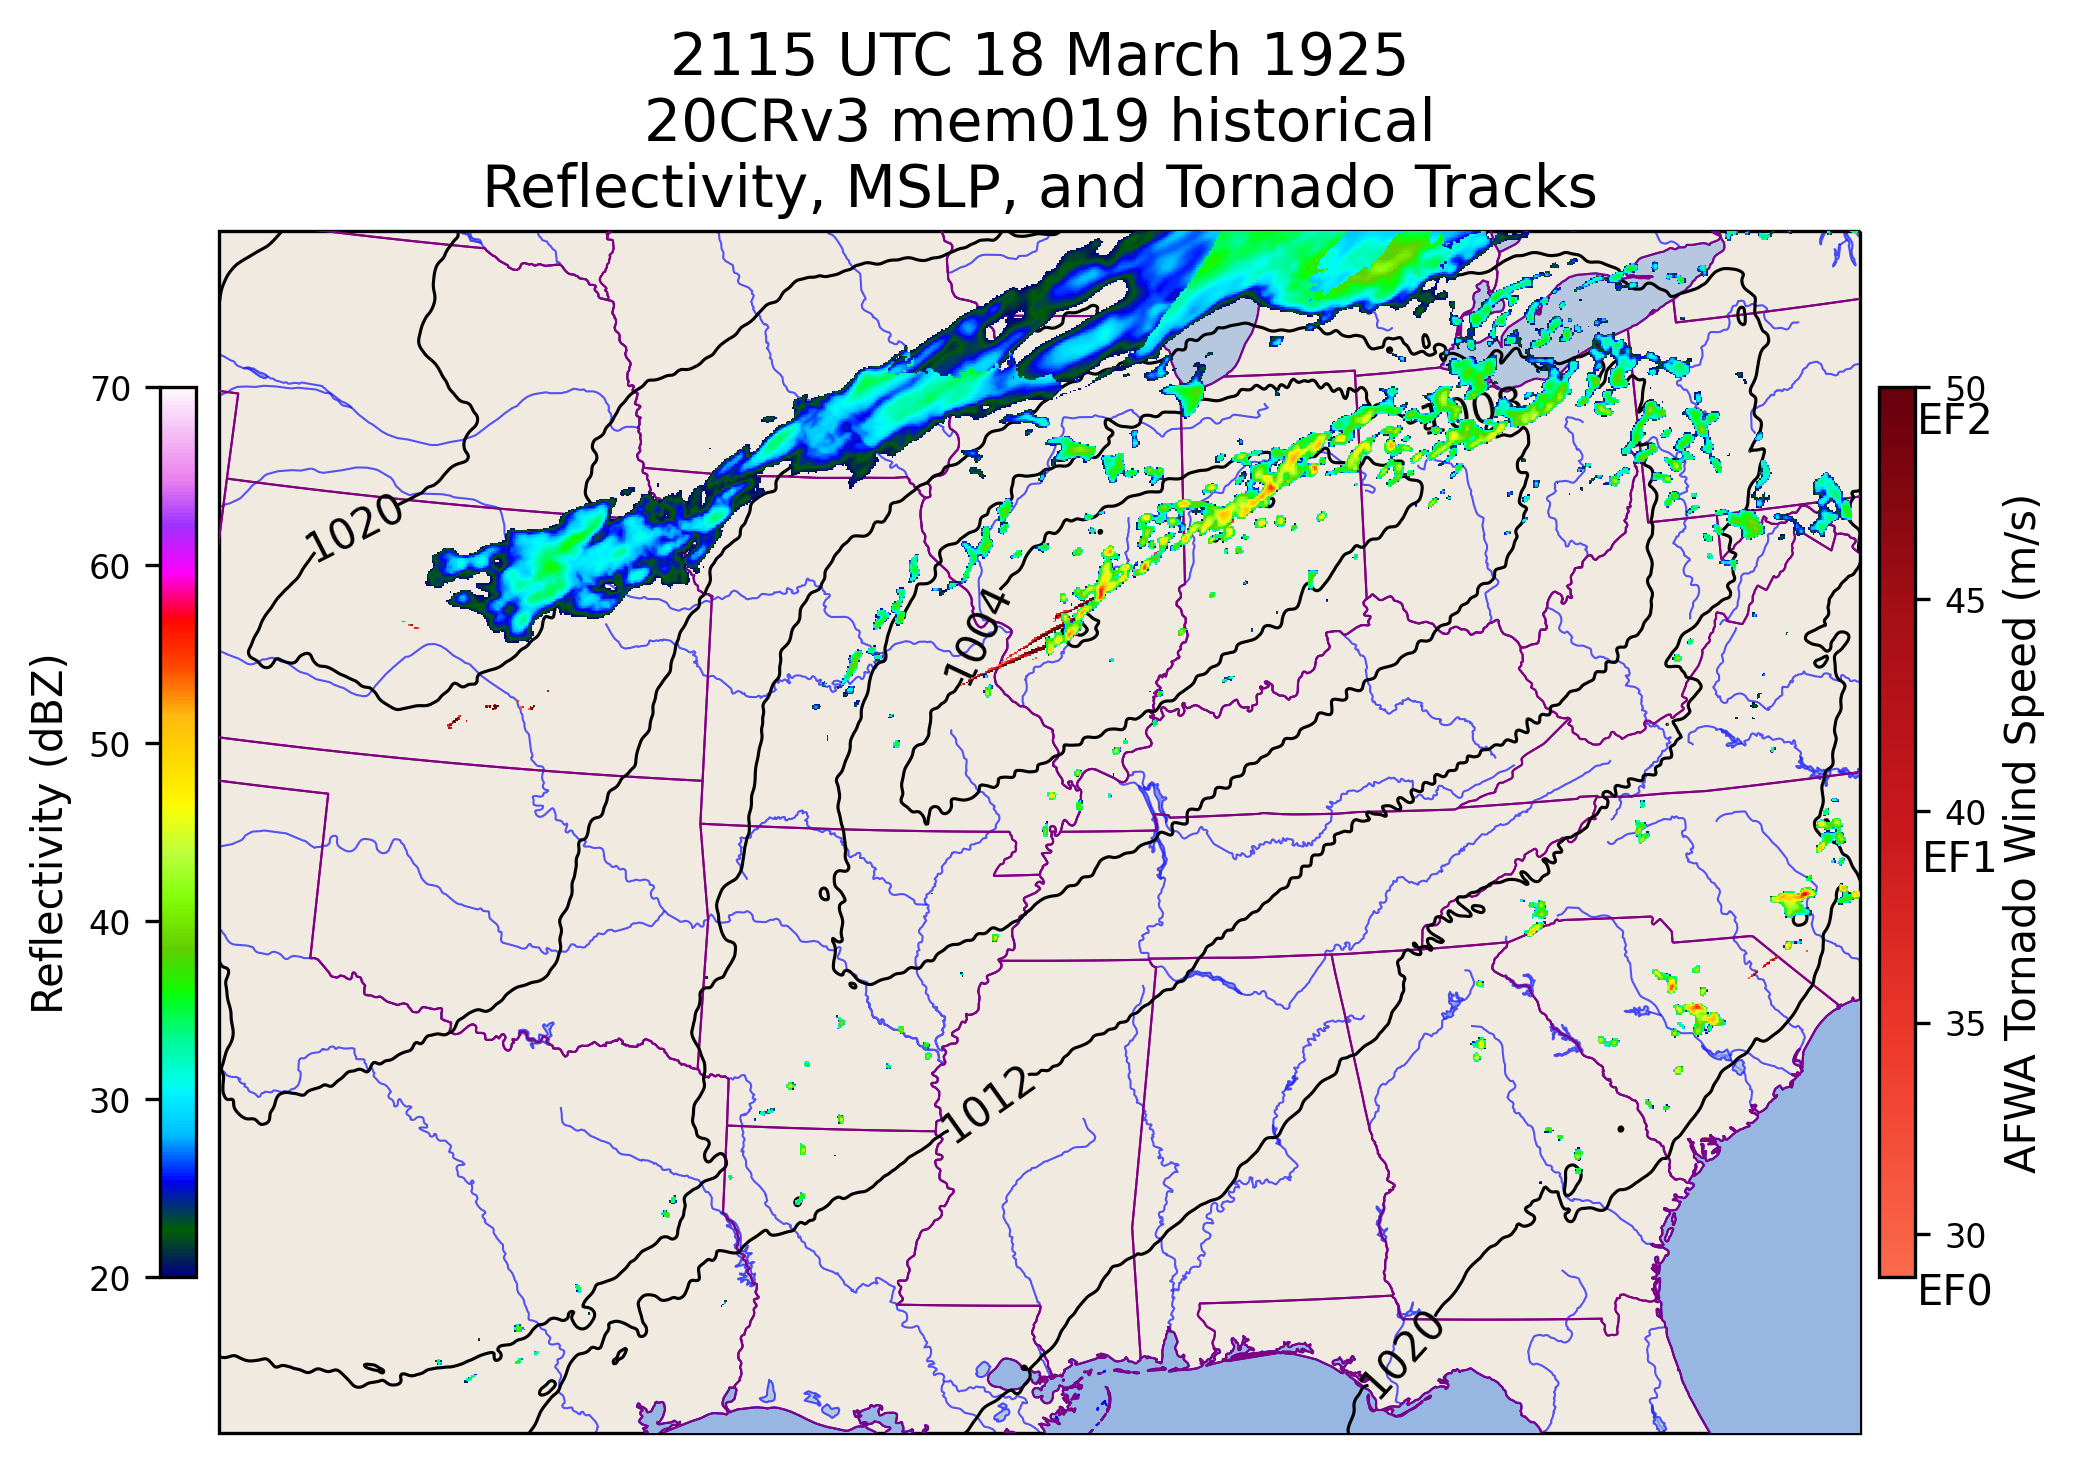 2115 UTC 18 March 1925
20CRv3 mem019 historical
Reflectivity, MSLP, and Tornado Tracks
70
60
50
40
30
20
Reflectivity (dBZ)
1020
1004
1012
1020
50
EF2
45
40
EF1
35
30
EF0
AFWA Tornado Wind Speed (m/s)